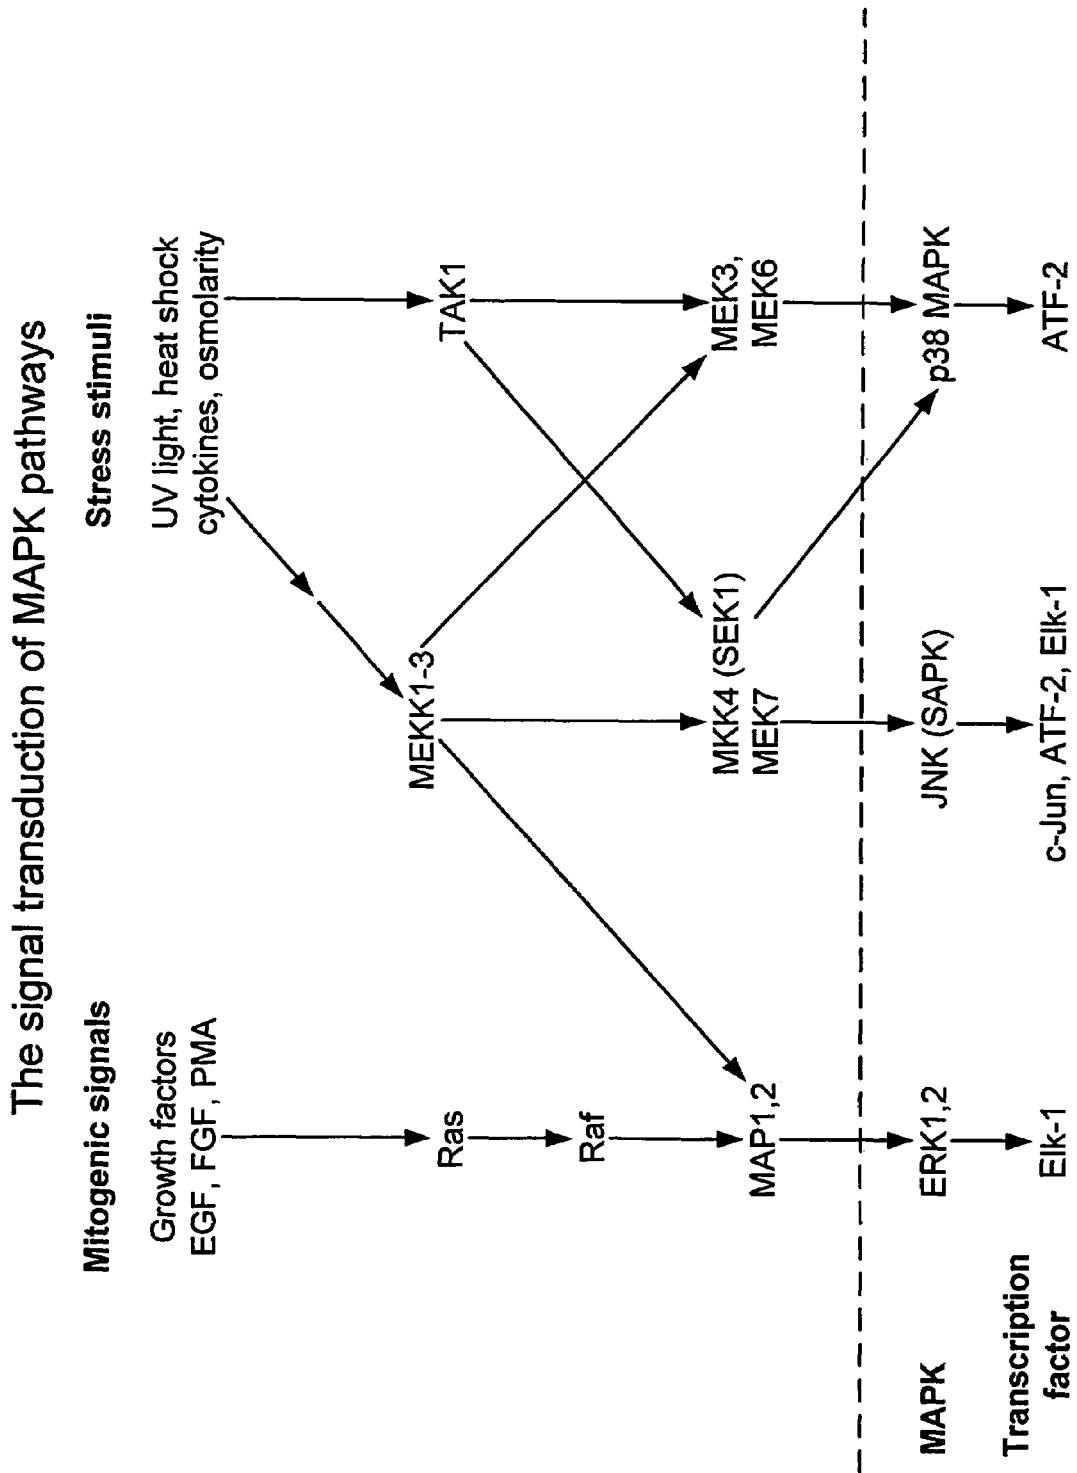 The signal transduction of MAPK pathways
Mitogenic signals
Stress stimuli
Growth factors
EGF, FGF, PMA
UV light, heat shock
cytokines, osmolarity
Ras
Raf
MEKK1-3
TAK1
MAP1,2
MKK4 (SEK1)
MEK7
MEK3,
MEK6
MAPK
ERK1,2
JNK (SAPK)
p38 MAPK
Transcription
factor
Elk-1
c-Jun, ATF-2, Elk-1
ATF-2